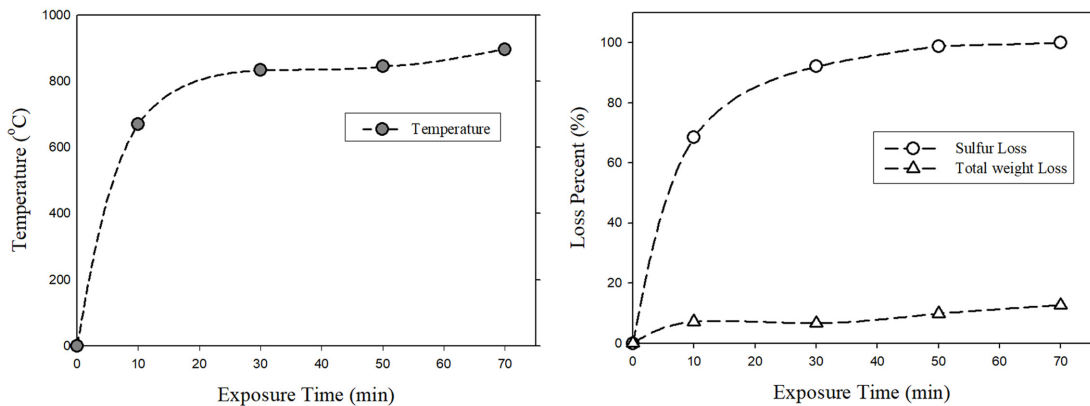 1000
800
600
400
200
0
Temperature (°C)
Temperature
0 10 20 30 40 50 60 70
Exposure Time (min)
100
80
60
40
20
0
Loss Percent (%)
Sulfur Loss
Total weight Loss
0 10 20 30 40 50 60 70
Exposure Time (min)